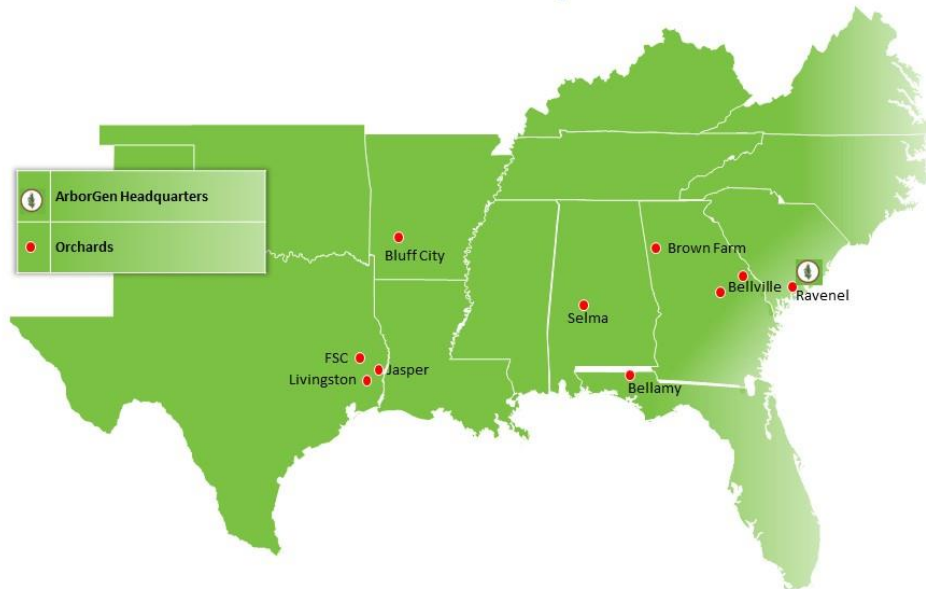 ArborGen Headquarters
Orchards
Bluff City
Brown Farm
Bellville
Ravenel
Selma
FSC
Jasper
Livingston
Bellamy